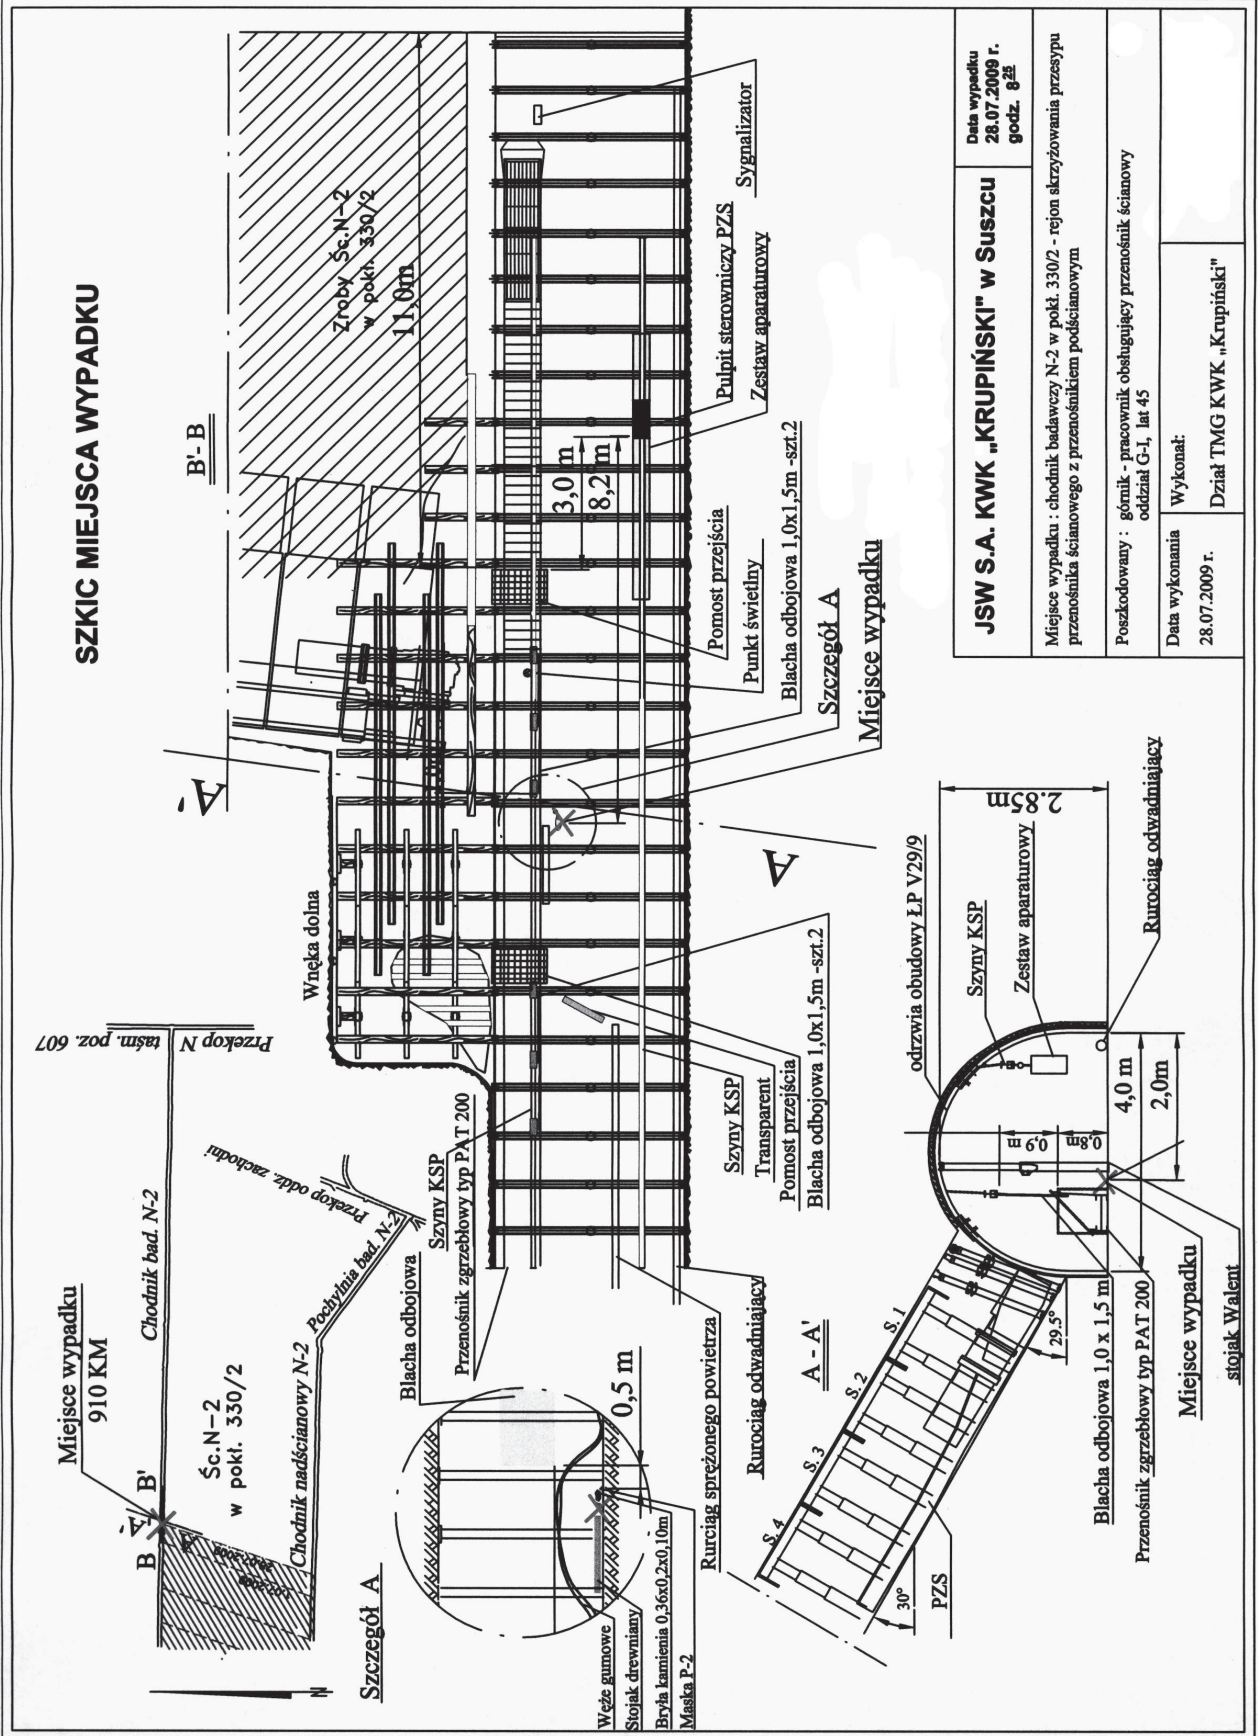 SZKIC MIEJSCA WYPADKU
Miejsce wypadku
910 KM
Chodnik bad. N-2
taśm. poz. 607
Przekop N
B
B'
A'
A
Śc.N-2
w pokł. 330/2
Chodnik nadścianowy N-2
Pochylnia bad. N-2
Przekop oddz. zachodni
N
B'- B
Zroby Śc.N-2
w pokł. 330/2
11,0m
Wnęka dolna
A'
A
3,0 m
8,2 m
Sygnalizator
Pulpit sterowniczy PZS
Zestaw aparaturowy
Pomost przejścia
Punkt świetlny
Blacha odbojowa 1,0x1,5m -szt.2
Szczegół A
Miejsce wypadku
Szyny KSP
Przenośnik zgrzebłowy typ PAT 200
Szyny KSP
Transparent
Pomost przejścia
Blacha odbojowa 1,0x1,5m -szt.2
Rurciąg sprężonego powietrza
Rurociąg odwadniający
Szczegół A
Blacha odbojowa
0,5 m
Węże gumowe
Stojak drewniany
Bryła kamienia 0,36x0,2x0,10m
Maska P-2
A - A'
S. 1
S. 2
S. 3
S. 4
30°
29.5°
PZS
odrzwia obudowy ŁP V29/9
Szyny KSP
Zestaw aparaturowy
2.85m
Rurociąg odwadniający
0,9 m
0,8m
4,0 m
2,0m
Blacha odbojowa 1,0 x 1,5 m
Przenośnik zgrzebłowy typ PAT 200
Miejsce wypadku
stojak Walent
JSW S.A. KWK „KRUPIŃSKI" w Suszcu
Data wypadku
28.07.2009 r.
godz. 8 25
Miejsce wypadku : chodnik badawczy N-2 w pokł. 330/2 - rejon skrzyżowania przesypu
przenośnika ścianowego z przenośnikiem podścianowym
Poszkodowany : górnik - pracownik obsługujący przenośnik ścianowy
oddział G-I, lat 45
Data wykonania
28.07.2009 r.
Wykonał:
Dział TMG KWK „Krupiński"